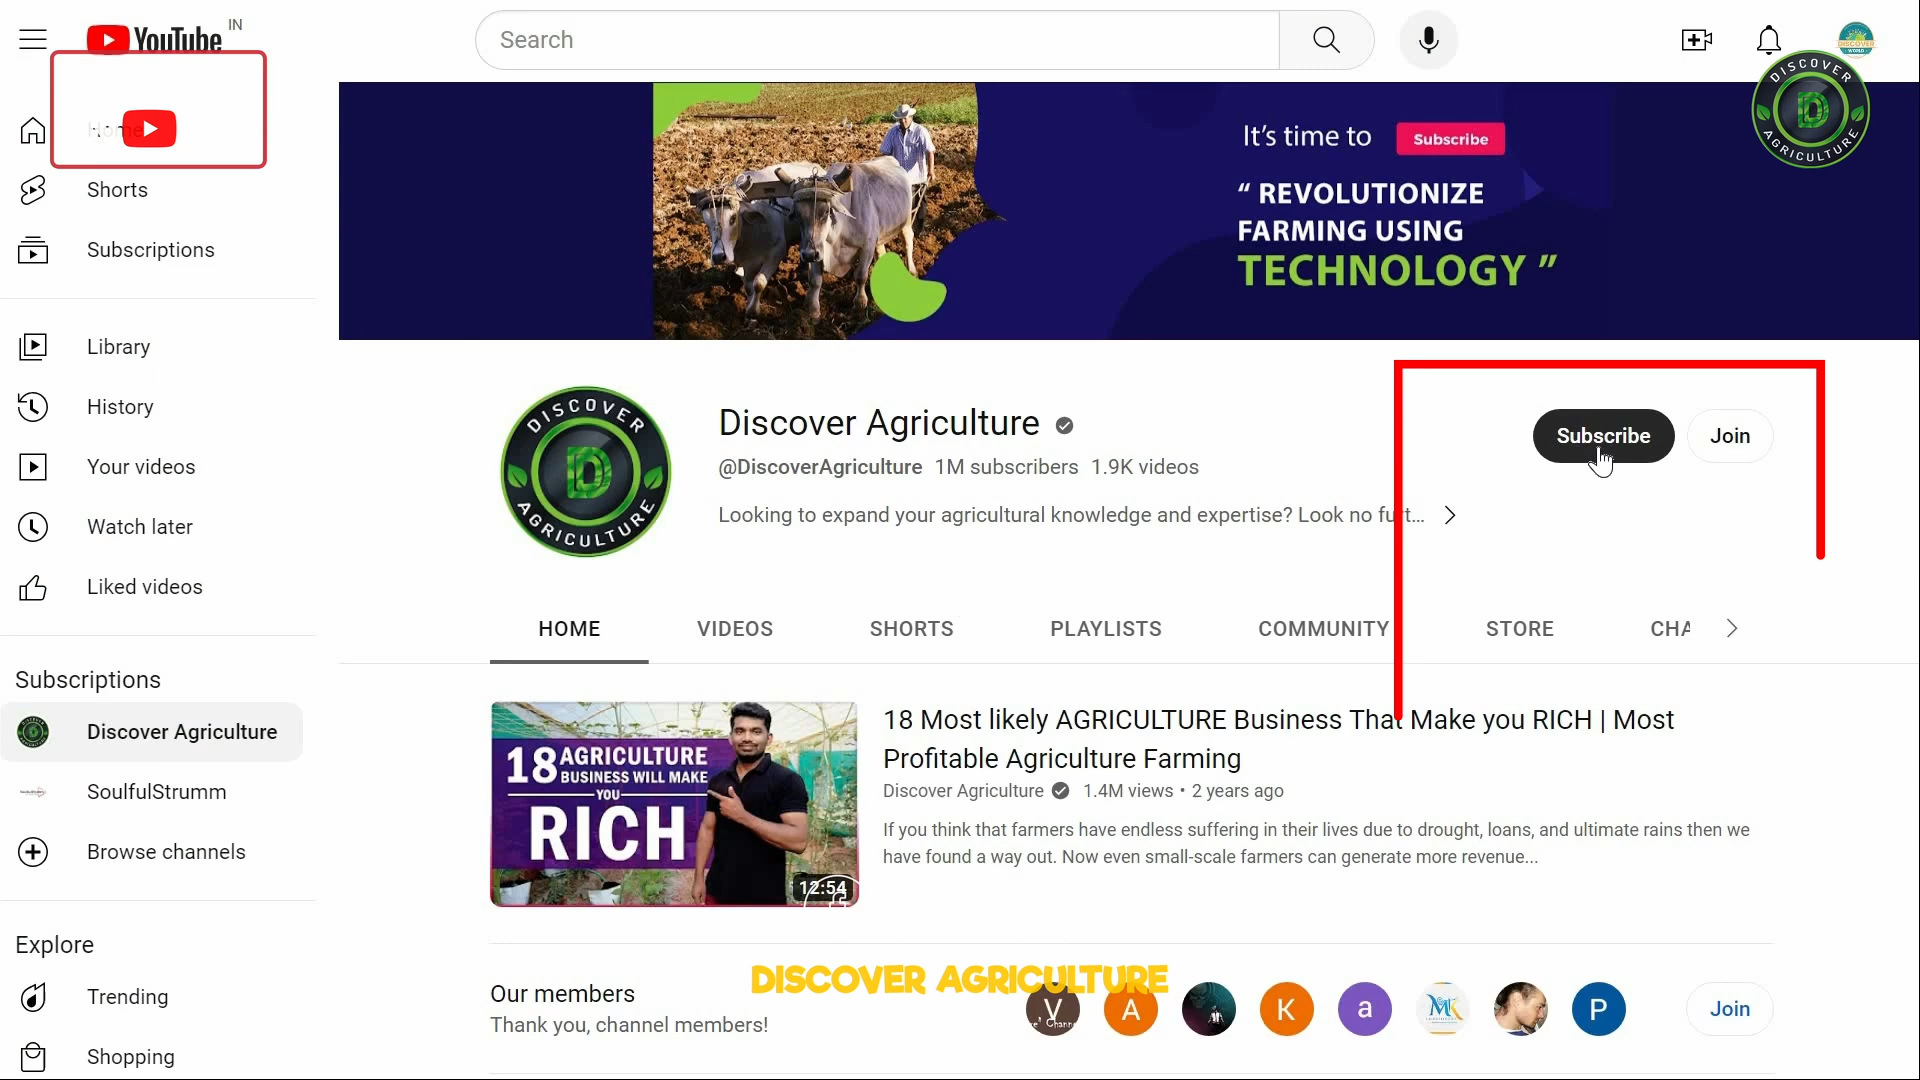 YouTube IN
Search
Home
Shorts
Subscriptions
Library
History
Your videos
Watch later
Liked videos
Subscriptions
Discover Agriculture
SoulfulStrumm
Browse channels
Explore
Trending
Shopping
It's time to Subscribe
“ REVOLUTIONIZE
FARMING USING
TECHNOLOGY ”
DISCOVER
D
AGRICULTURE
DISCOVER
D
AGRICULTURE
Discover Agriculture
@DiscoverAgriculture 1M subscribers 1.9K videos
Looking to expand your agricultural knowledge and expertise? Look no furt...
Subscribe
Join
HOME VIDEOS SHORTS PLAYLISTS COMMUNITY STORE CHA
18 AGRICULTURE
BUSINESS WILL MAKE
YOU
RICH
12:54
18 Most likely AGRICULTURE Business That Make you RICH | Most
Profitable Agriculture Farming
Discover Agriculture 1.4M views • 2 years ago
If you think that farmers have endless suffering in their lives due to drought, loans, and ultimate rains then we
have found a way out. Now even small-scale farmers can generate more revenue...
Our members
Thank you, channel members!
DISCOVER AGRICULTURE
V A K a MK P
Join